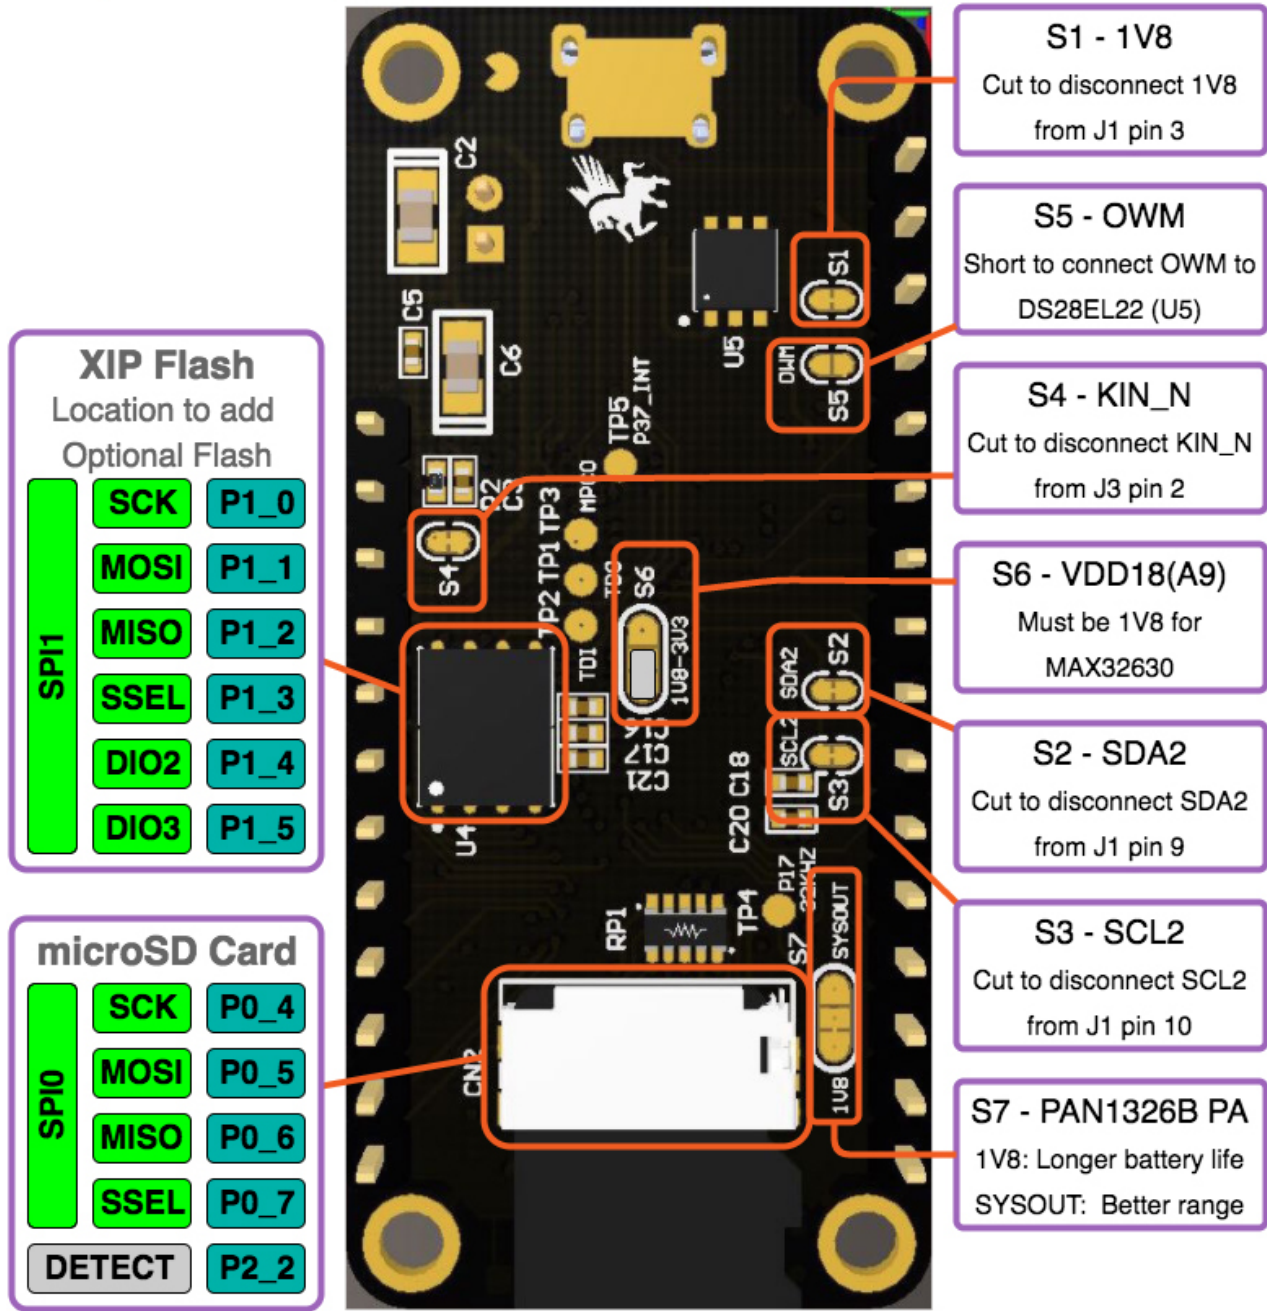 XIP Flash
Location to add
Optional Flash
SPI1
SCK P1_0
MOSI P1_1
MISO P1_2
SSEL P1_3
DIO2 P1_4
DIO3 P1_5
microSD Card
SPI0
SCK P0_4
MOSI P0_5
MISO P0_6
SSEL P0_7
DETECT P2_2
C2
C5
C6
U5
S1
OWM
S5
TP5
P37_INT
C3
S4
TP2 TP1 TP3
TDI
S6
1V8-3V3
U4
C17
C21
SDA2
S2
SCL2
S3
C20 C18
RP1
TP4
P17
S7
SYSOUT
1V8
S1 - 1V8
Cut to disconnect 1V8
from J1 pin 3
S5 - OWM
Short to connect OWM to
DS28EL22 (U5)
S4 - KIN_N
Cut to disconnect KIN_N
from J3 pin 2
S6 - VDD18(A9)
Must be 1V8 for
MAX32630
S2 - SDA2
Cut to disconnect SDA2
from J1 pin 9
S3 - SCL2
Cut to disconnect SCL2
from J1 pin 10
S7 - PAN1326B PA
1V8: Longer battery life
SYSOUT: Better range